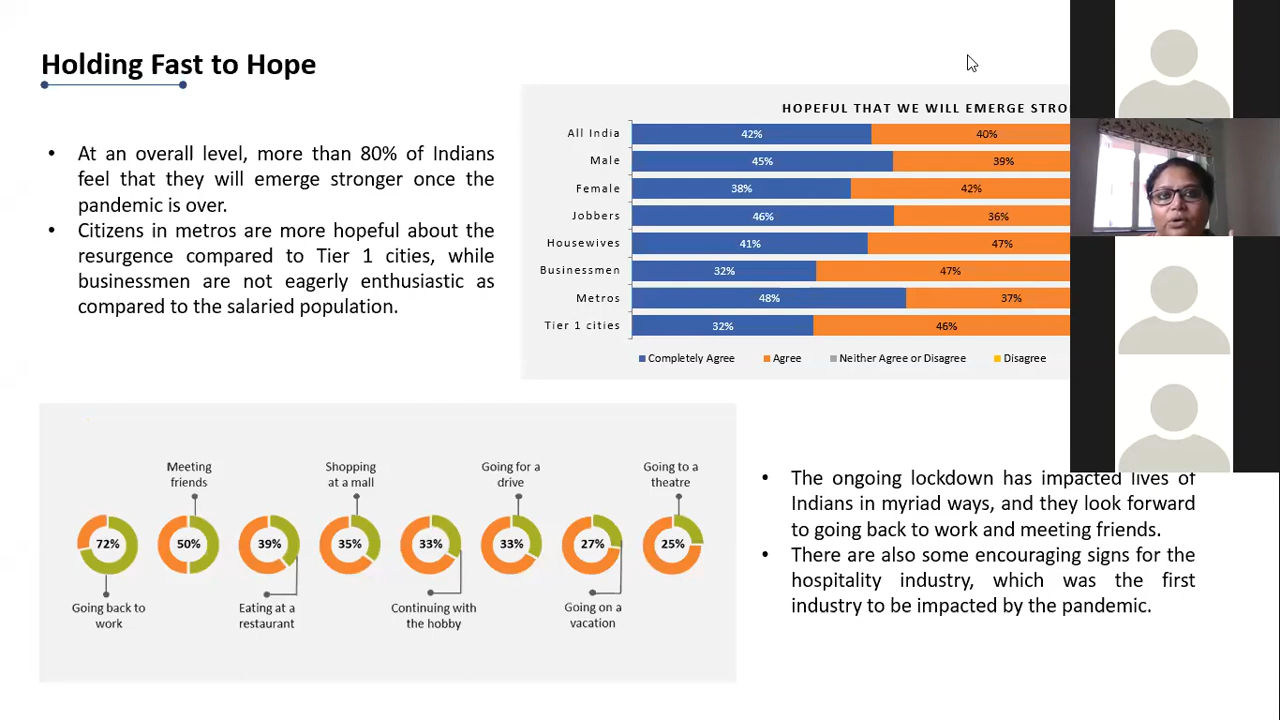 Holding Fast to Hope
• At an overall level, more than 80% of Indians
feel that they will emerge stronger once the
pandemic is over.
• Citizens in metros are more hopeful about the
resurgence compared to Tier 1 cities, while
businessmen are not eagerly enthusiastic as
compared to the salaried population.
HOPEFUL THAT WE WILL EMERGE STRO
All India 42% 40%
Male 45% 39%
Female 38% 42%
Jobbers 46% 36%
Housewives 41% 47%
Businessmen 32% 47%
Metros 48% 37%
Tier 1 cities 32% 46%
Completely Agree Agree Neither Agree or Disagree Disagree
Meeting
friends
Shopping
at a mall
Going for a
drive
Going to a
theatre
72% 50% 39% 35% 33% 33% 27% 25%
Going back to
work
Eating at a
restaurant
Continuing with
the hobby
Going on a
vacation
• The ongoing lockdown has impacted lives of
Indians in myriad ways, and they look forward
to going back to work and meeting friends.
• There are also some encouraging signs for the
hospitality industry, which was the first
industry to be impacted by the pandemic.